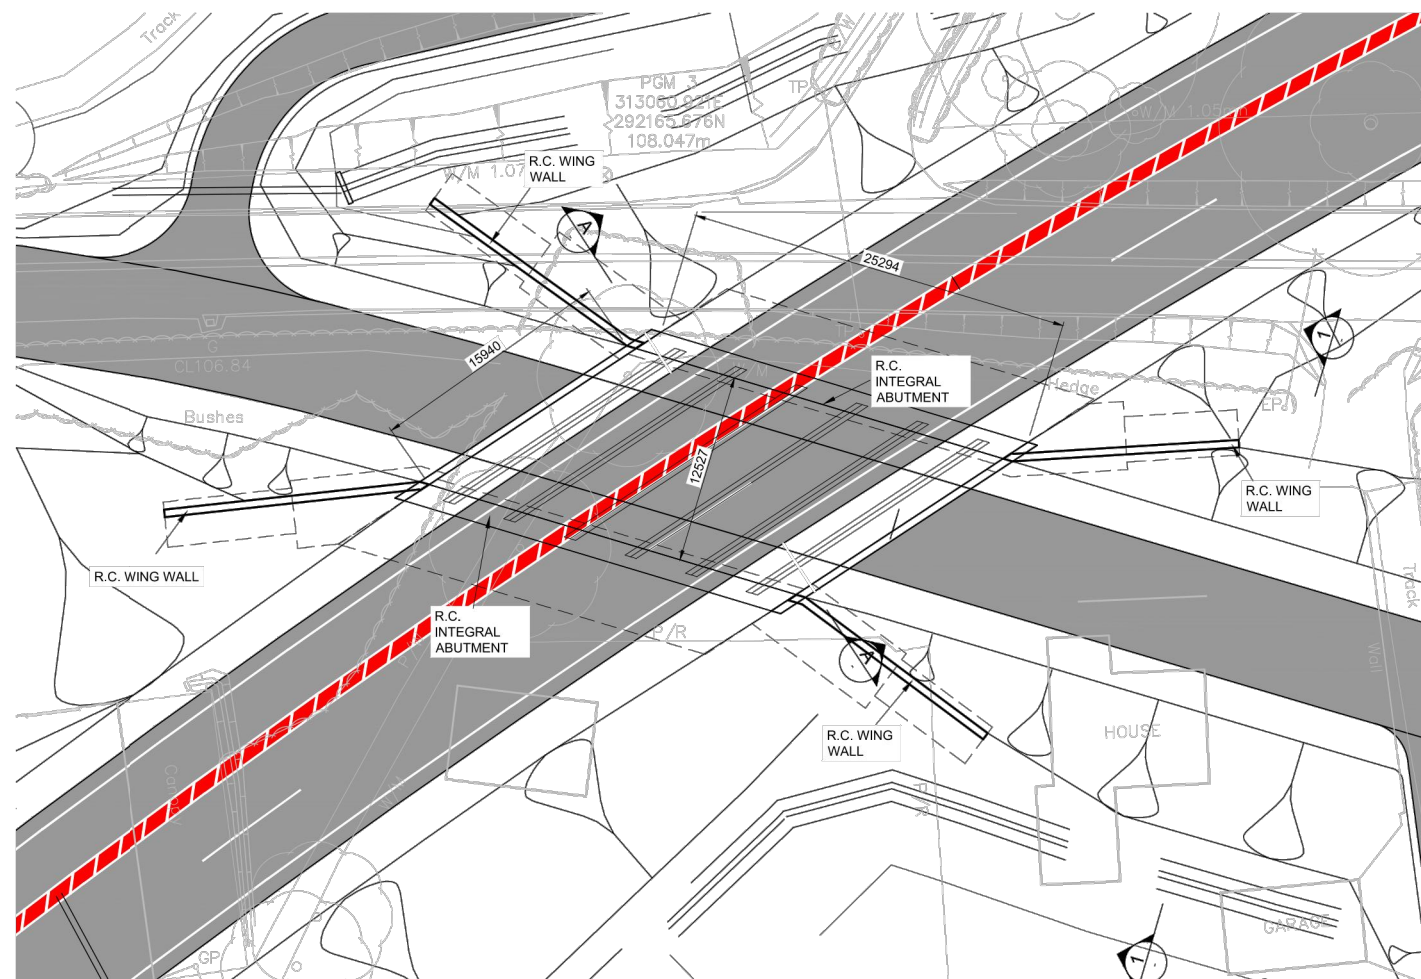 Track
PGM 3
313060.921E
292165.676N
108.047m
TP
R.C. WING
WALL
A
25294
15940
1
G
CL106.84
R.C.
INTEGRAL
ABUTMENT
Hedge
EP
Bushes
12527
R.C. WING
WALL
R.C. WING WALL
R.C.
INTEGRAL
ABUTMENT
P/R
A
Track
Wall
R.C. WING
WALL
HOUSE
P/R
GARAGE
GP
1